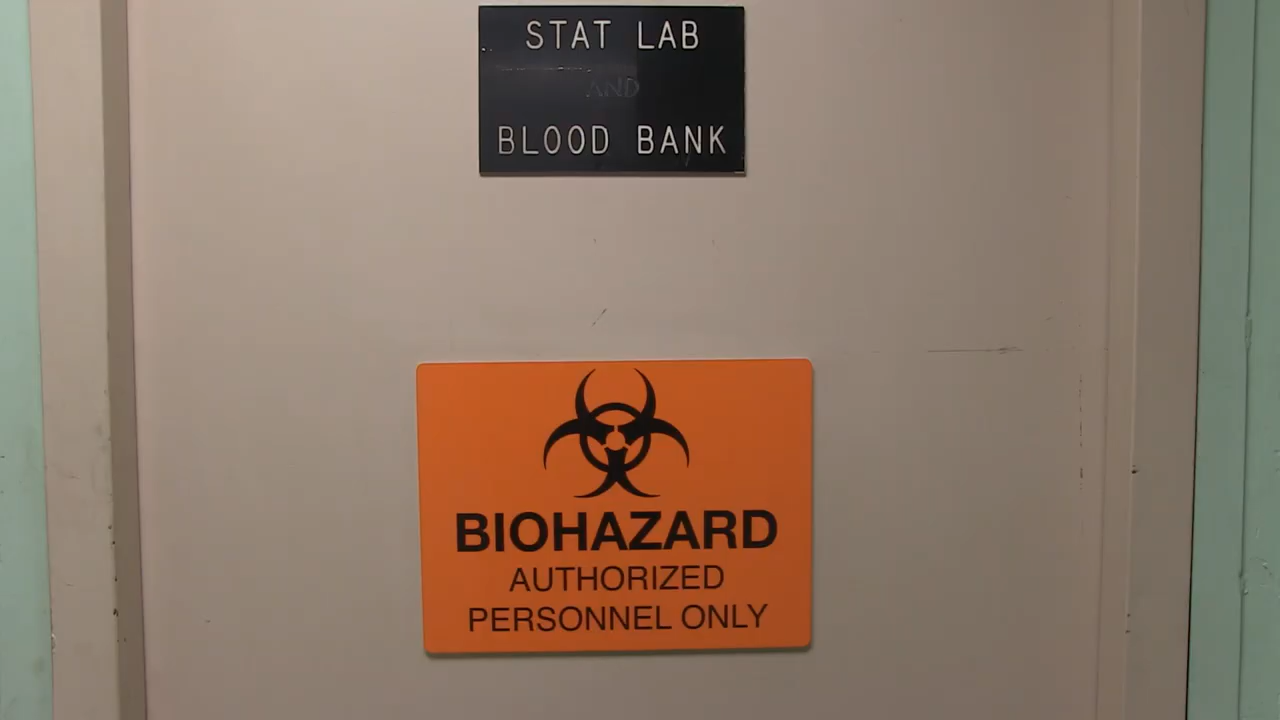 STAT LAB
AND
BLOOD BANK
BIOHAZARD
AUTHORIZED
PERSONNEL ONLY